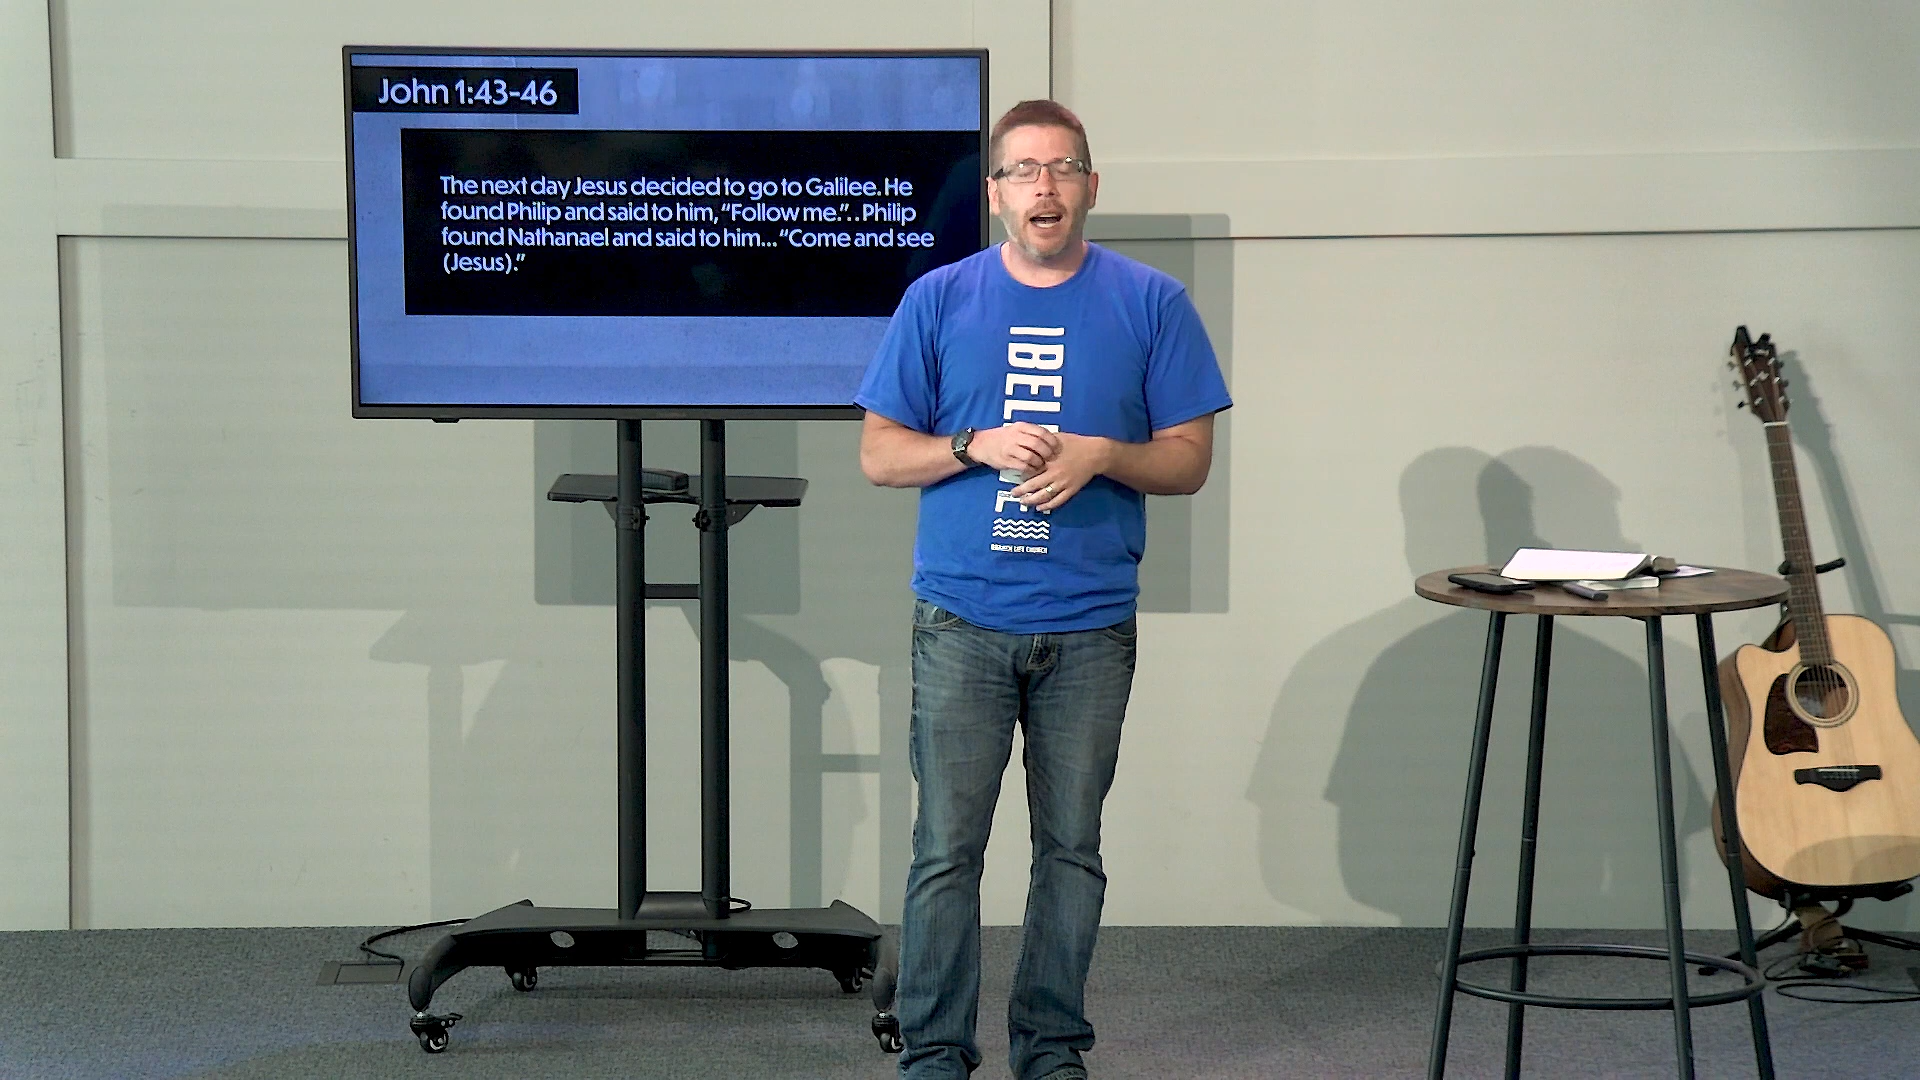 John 1:43-46
The next day Jesus decided to go to Galilee. He
found Philip and said to him, “Follow me.”. . Philip
found Nathanael and said to him... “Come and see
(Jesus).”
I BEL
E
BRANCH LIFE CHURCH